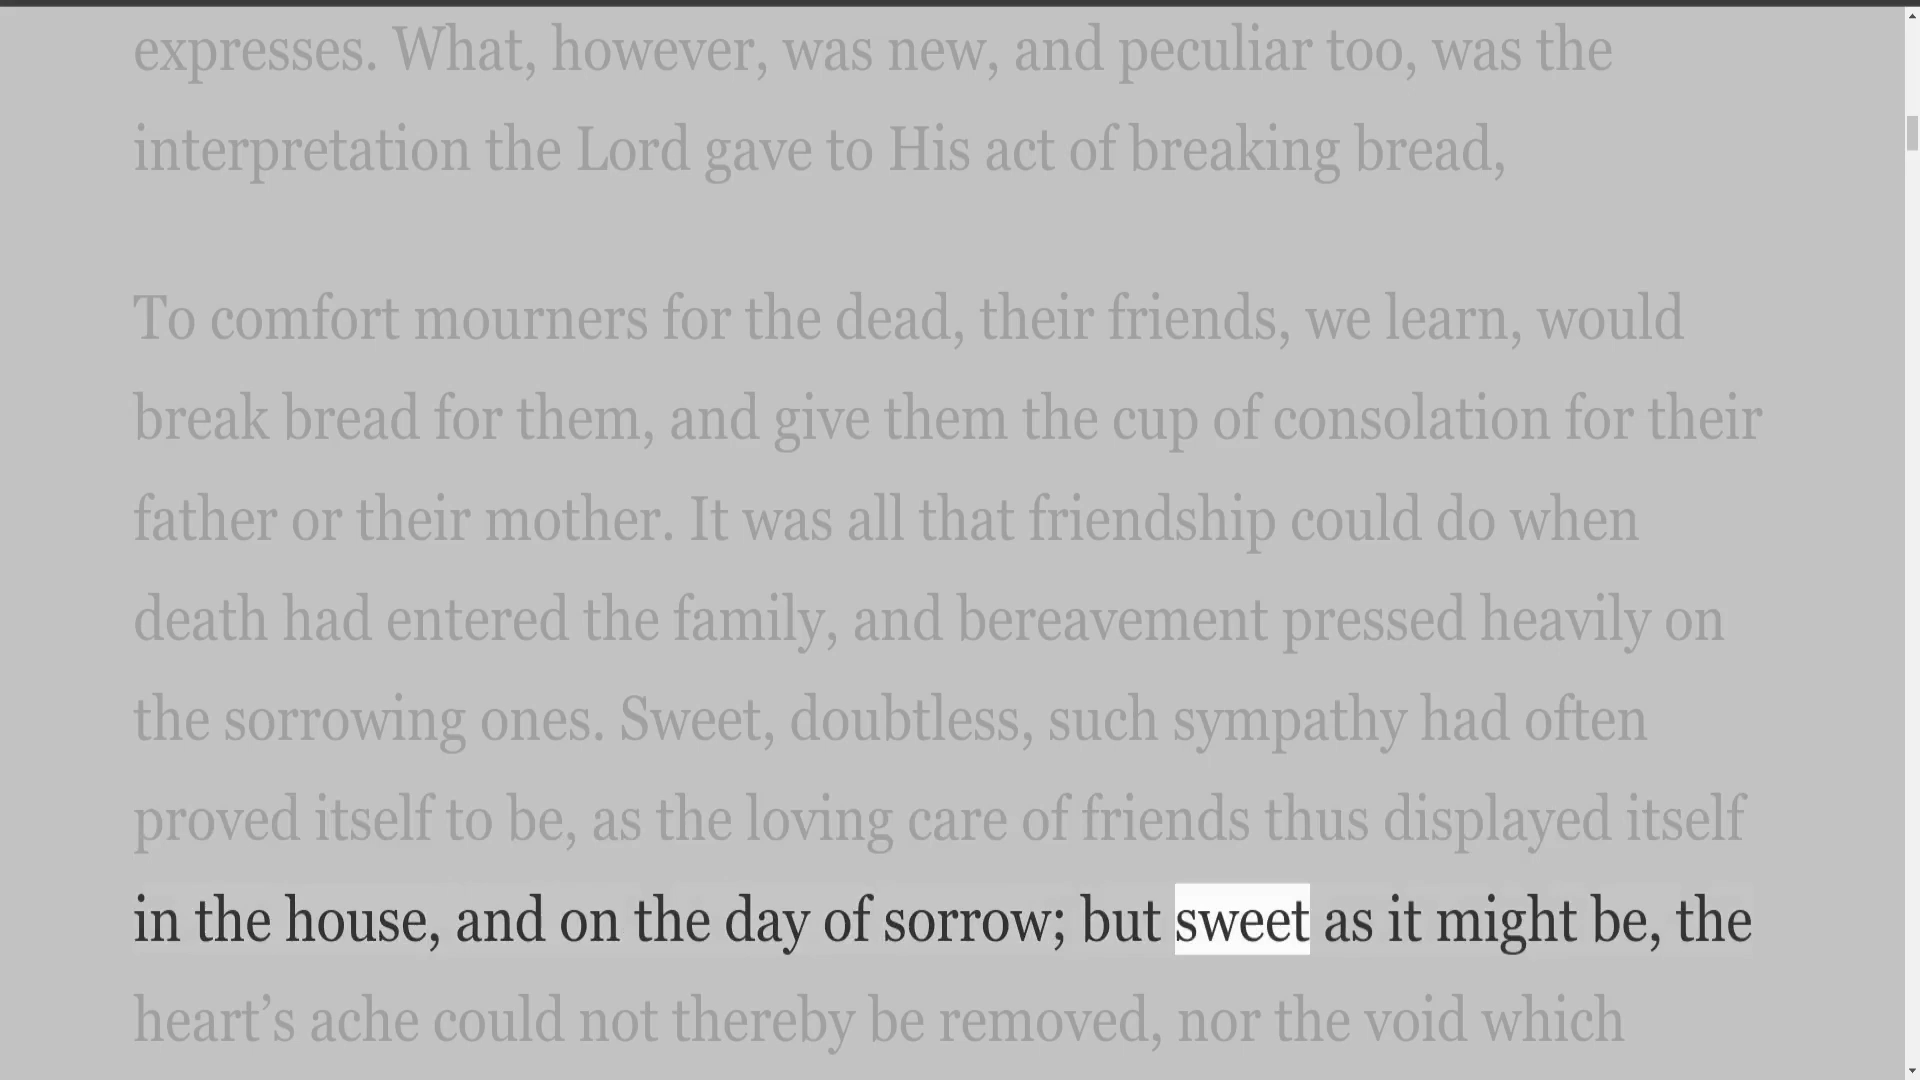 expresses. What, however, was new, and peculiar too, was the
interpretation the Lord gave to His act of breaking bread,
To comfort mourners for the dead, their friends, we learn, would
break bread for them, and give them the cup of consolation for their
father or their mother. It was all that friendship could do when
death had entered the family, and bereavement pressed heavily on
the sorrowing ones. Sweet, doubtless, such sympathy had often
proved itself to be, as the loving care of friends thus displayed itself
in the house, and on the day of sorrow; but sweet as it might be, the
heart’s ache could not thereby be removed, nor the void which